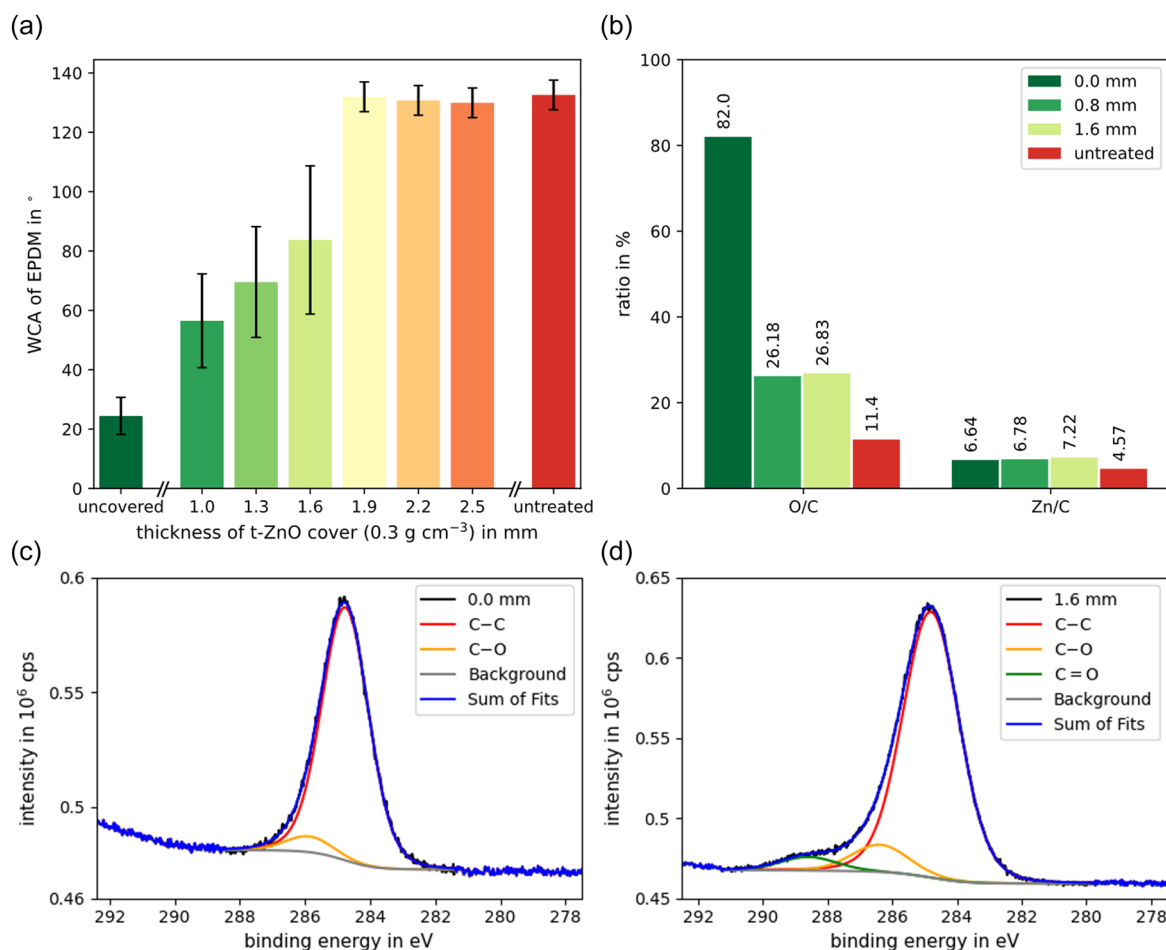 (a)
140
120
100
80
60
40
20
0
WCA of EPDM in °
uncovered 1.0 1.3 1.6 1.9 2.2 2.5 untreated
thickness of t-ZnO cover (0.3 g cm⁻³) in mm
(b)
100
80
60
40
20
0
ratio in %
0.0 mm
0.8 mm
1.6 mm
untreated
82.0
26.18
26.83
11.4
6.64
6.78
7.22
4.57
O/C Zn/C
(c)
0.6
0.55
0.5
0.46
intensity in 10⁶ cps
0.0 mm
C−C
C−O
Background
Sum of Fits
292 290 288 286 284 282 280 278
binding energy in eV
(d)
0.65
0.6
0.55
0.5
0.45
intensity in 10⁶ cps
1.6 mm
C−C
C−O
C=O
Background
Sum of Fits
292 290 288 286 284 282 280 278
binding energy in eV